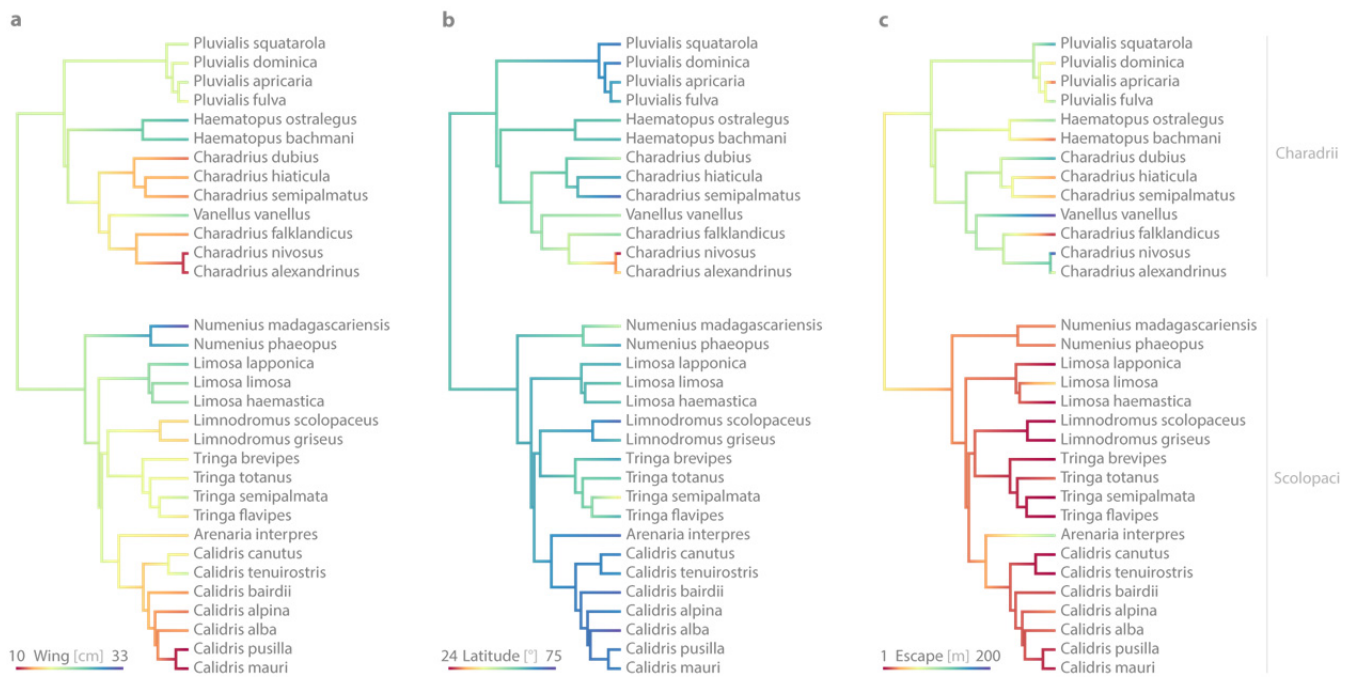 a
Pluvialis squatarola
Pluvialis dominica
Pluvialis apricaria
Pluvialis fulva
Haematopus ostralegus
Haematopus bachmani
Charadrius dubius
Charadrius hiaticula
Charadrius semipalmatus
Vanellus vanellus
Charadrius falklandicus
Charadrius nivosus
Charadrius alexandrinus
Numenius madagascariensis
Numenius phaeopus
Limosa lapponica
Limosa limosa
Limosa haemastica
Limnodromus scolopaceus
Limnodromus griseus
Tringa brevipes
Tringa totanus
Tringa semipalmata
Tringa flavipes
Arenaria interpres
Calidris canutus
Calidris tenuirostris
Calidris bairdii
Calidris alpina
Calidris alba
Calidris pusilla
Calidris mauri
10 Wing [cm] 33
b
Pluvialis squatarola
Pluvialis dominica
Pluvialis apricaria
Pluvialis fulva
Haematopus ostralegus
Haematopus bachmani
Charadrius dubius
Charadrius hiaticula
Charadrius semipalmatus
Vanellus vanellus
Charadrius falklandicus
Charadrius nivosus
Charadrius alexandrinus
Numenius madagascariensis
Numenius phaeopus
Limosa lapponica
Limosa limosa
Limosa haemastica
Limnodromus scolopaceus
Limnodromus griseus
Tringa brevipes
Tringa totanus
Tringa semipalmata
Tringa flavipes
Arenaria interpres
Calidris canutus
Calidris tenuirostris
Calidris bairdii
Calidris alpina
Calidris alba
Calidris pusilla
Calidris mauri
24 Latitude [°] 75
c
Pluvialis squatarola
Pluvialis dominica
Pluvialis apricaria
Pluvialis fulva
Haematopus ostralegus
Haematopus bachmani
Charadrius dubius
Charadrius hiaticula
Charadrius semipalmatus
Vanellus vanellus
Charadrius falklandicus
Charadrius nivosus
Charadrius alexandrinus
Numenius madagascariensis
Numenius phaeopus
Limosa lapponica
Limosa limosa
Limosa haemastica
Limnodromus scolopaceus
Limnodromus griseus
Tringa brevipes
Tringa totanus
Tringa semipalmata
Tringa flavipes
Arenaria interpres
Calidris canutus
Calidris tenuirostris
Calidris bairdii
Calidris alpina
Calidris alba
Calidris pusilla
Calidris mauri
1 Escape [m] 200
Charadrii
Scolopaci